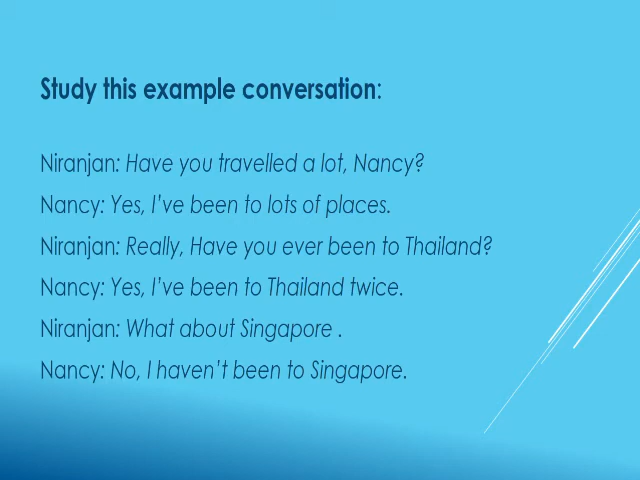 Study this example conversation:
Niranjan: Have you travelled a lot, Nancy?
Nancy: Yes, I've been to lots of places.
Niranjan: Really, Have you ever been to Thailand?
Nancy: Yes, I've been to Thailand twice.
Niranjan: What about Singapore .
Nancy: No, I haven't been to Singapore.